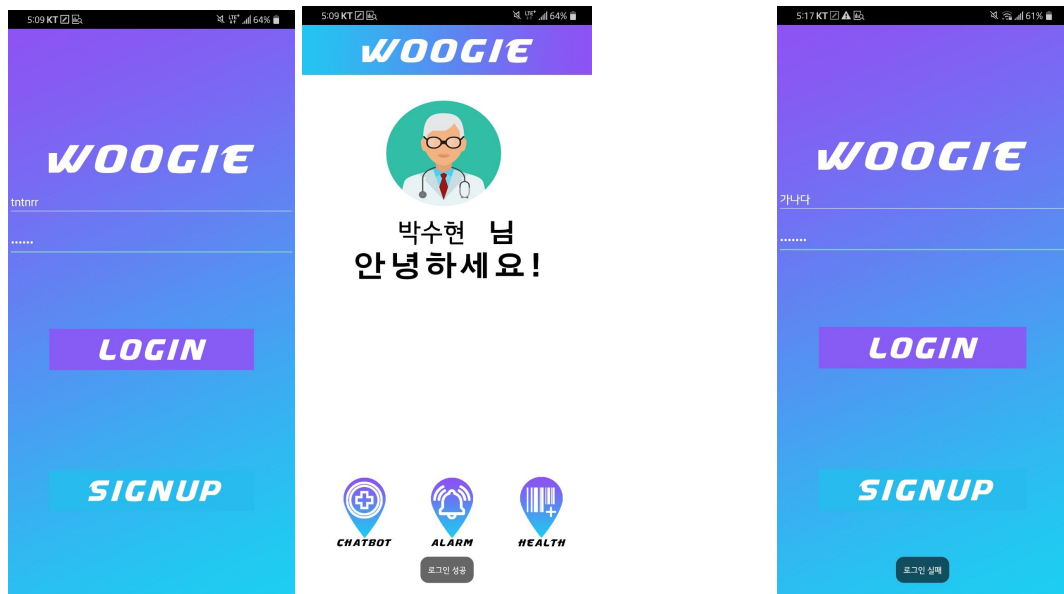 5:09 KT
64%
WOOGIE
tntnrr
••••••
LOGIN
SIGNUP
5:09 KT
64%
WOOGIE
박수현 님
안녕하세요!
CHATBOT
ALARM
HEALTH
로그인 성공
5:17 KT
61%
WOOGIE
가나다
•••••••
LOGIN
SIGNUP
로그인 실패